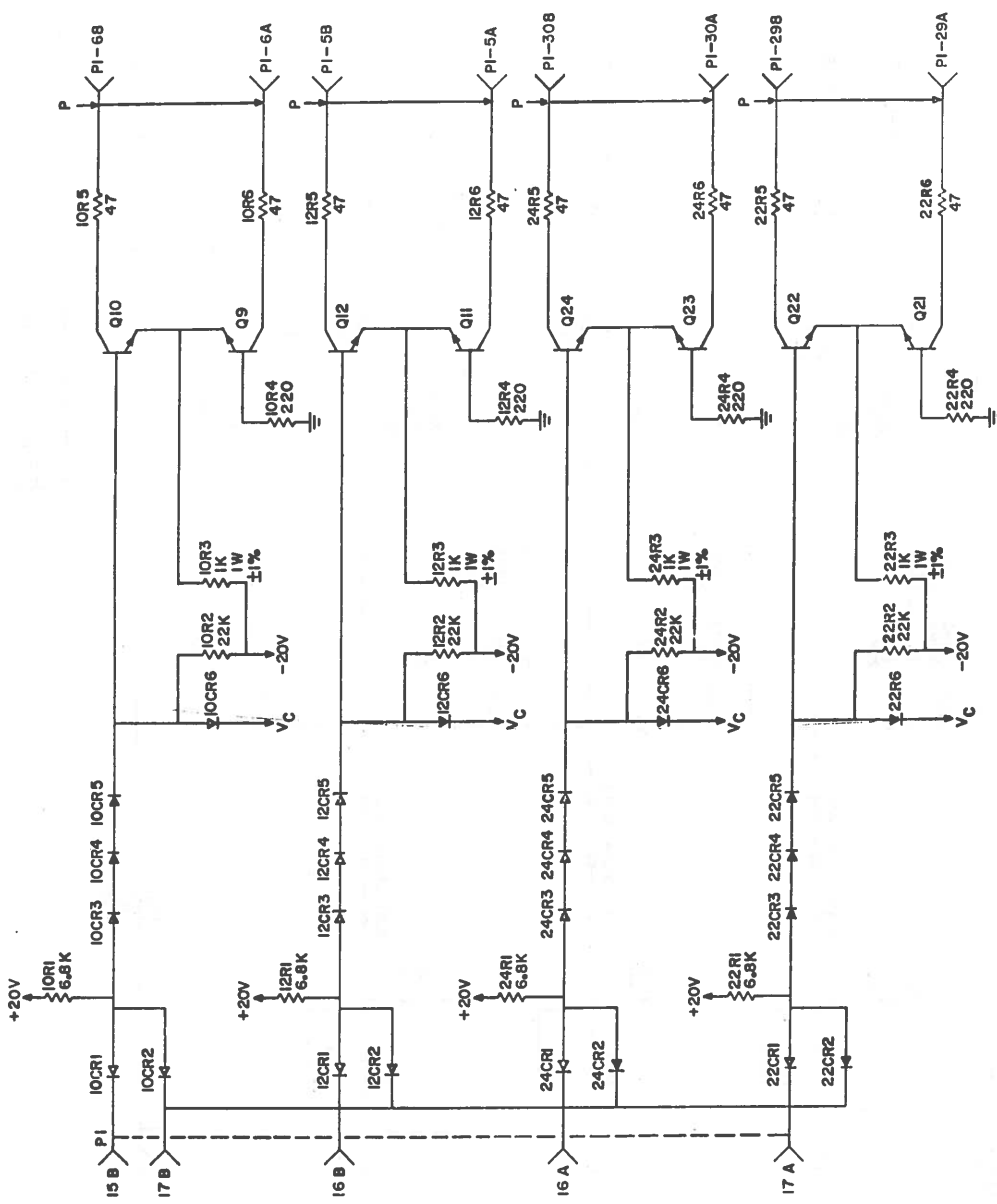 P1
15 B
17 B
10CR1
10CR2
+20V
10R1
6.8K
10CR3
10CR4
10CR5
10CR6
VC
10R2
22K
-20V
10R3
1K
1W
±1%
10R4
220
Q10
Q9
10R5
47
10R6
47
P
P1-6B
P1-6A
16 B
12CR1
12CR2
+20V
12R1
6.8K
12CR3
12CR4
12CR5
12CR6
VC
12R2
22K
-20V
12R3
1K
1W
±1%
12R4
220
Q12
Q11
12R5
47
12R6
47
P
P1-5B
P1-5A
16 A
24CR1
24CR2
+20V
24R1
6.8K
24CR3
24CR4
24CR5
24CR6
VC
24R2
22K
-20V
24R3
1K
1W
±1%
24R4
220
Q24
Q23
24R5
47
24R6
47
P
P1-30B
P1-30A
17 A
22CR1
22CR2
+20V
22R1
6.8K
22CR3
22CR4
22CR5
22R6
VC
22R2
22K
-20V
22R3
1K
1W
±1%
22R4
220
Q22
Q21
22R5
47
22R6
47
P
P1-29B
P1-29A